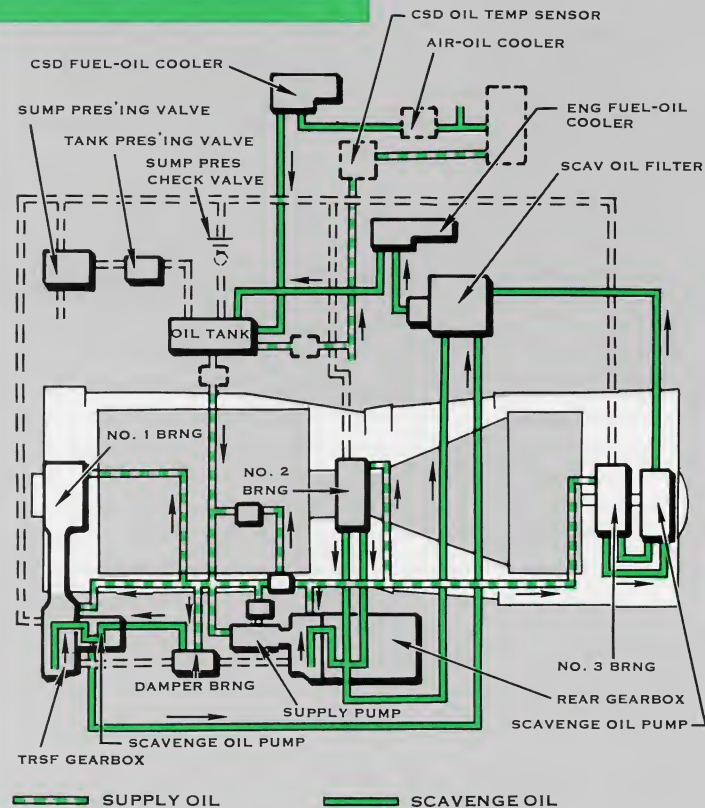 CSD OIL TEMP SENSOR
AIR-OIL COOLER
CSD FUEL-OIL COOLER
ENG FUEL-OIL
COOLER
SUMP PRES'ING VALVE
TANK PRES'ING VALVE
SUMP PRES
CHECK VALVE
SCAV OIL FILTER
OIL TANK
NO. 1 BRNG
NO. 2
BRNG
NO. 3 BRNG
DAMPER BRNG
REAR GEARBOX
SUPPLY PUMP
SCAVENGE OIL PUMP
SCAVENGE OIL PUMP
TRSF GEARBOX
SUPPLY OIL
SCAVENGE OIL